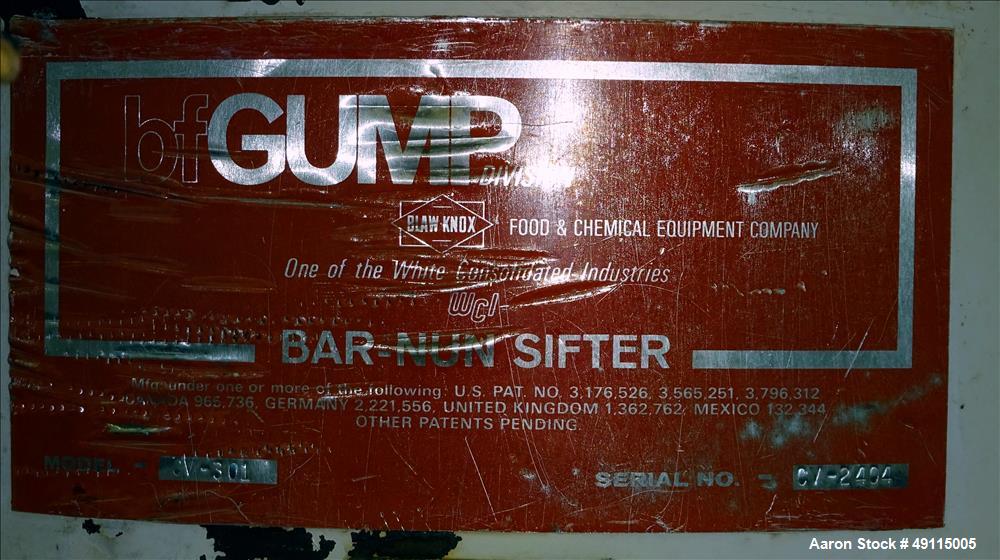 bf GUMP
DIVISION
BLAW-KNOX FOOD & CHEMICAL EQUIPMENT COMPANY
One of the White Consolidated Industries
WCI
BAR-NUN SIFTER
Mfg. under one or more of the following: U.S. PAT. NO. 3,176,526, 3,565,251, 3,796,312
CANADA 965,736, GERMANY 2,221,556, UNITED KINGDOM 1,362,762, MEXICO 132,344
OTHER PATENTS PENDING.
MODEL - SERIAL NO. -
Aaron Stock # 49115005